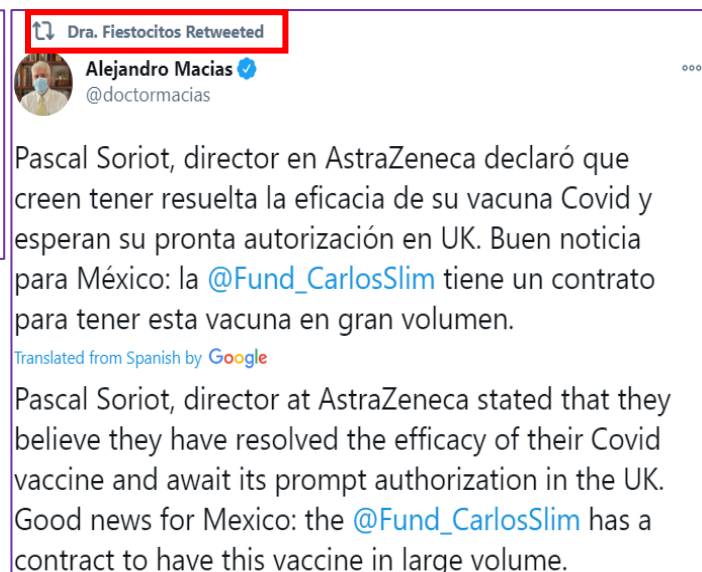 Dra. Fiestocitos Retweeted
Alejandro Macias
@doctormacias
Pascal Soriot, director en AstraZeneca declaró que
creen tener resuelta la eficacia de su vacuna Covid y
esperan su pronta autorización en UK. Buen noticia
para México: la @Fund_CarlosSlim tiene un contrato
para tener esta vacuna en gran volumen.
Translated from Spanish by Google
Pascal Soriot, director at AstraZeneca stated that they
believe they have resolved the efficacy of their Covid
vaccine and await its prompt authorization in the UK.
Good news for Mexico: the @Fund_CarlosSlim has a
contract to have this vaccine in large volume.